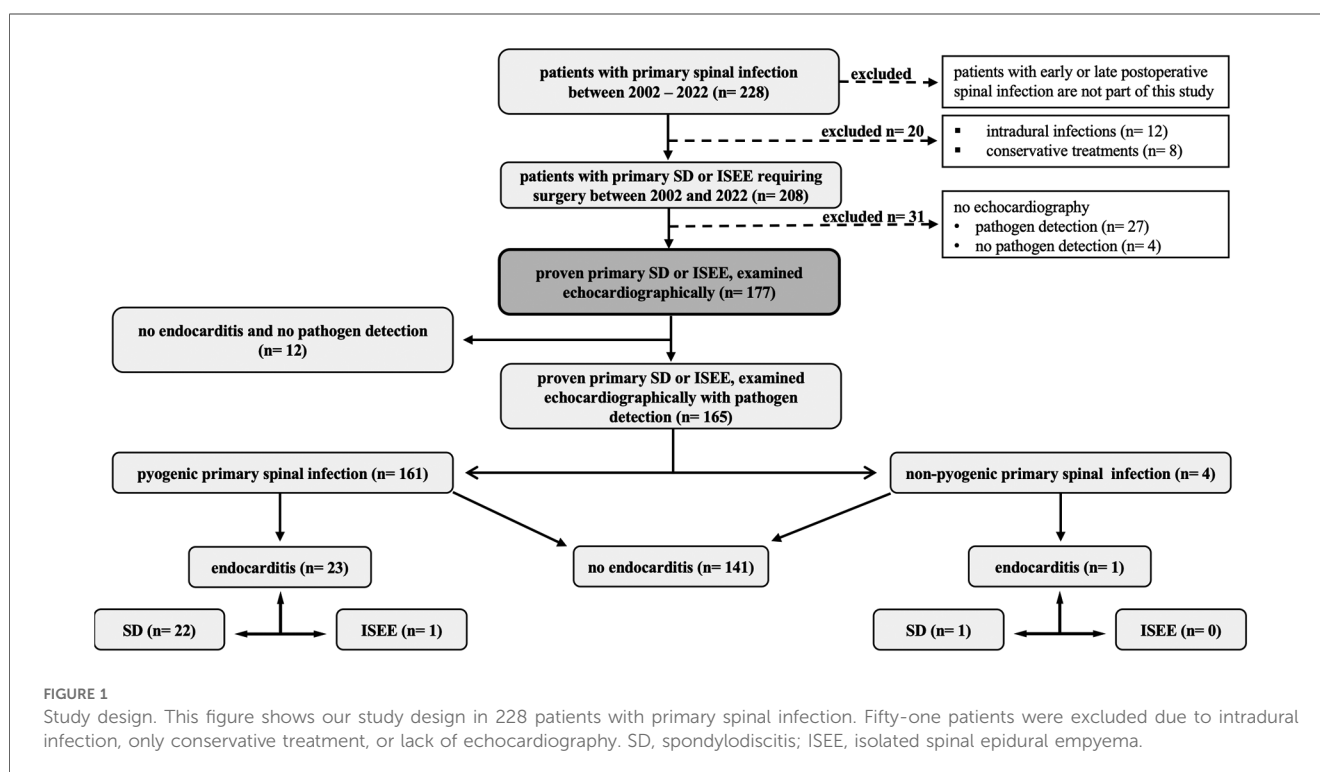 patients with primary spinal infection
between 2002 – 2022 (n= 228)
excluded
patients with early or late postoperative
spinal infection are not part of this study
excluded n= 20
▪ intradural infections (n= 12)
▪ conservative treatments (n= 8)
patients with primary SD or ISEE requiring
surgery between 2002 and 2022 (n= 208)
excluded n= 31
no echocardiography
• pathogen detection (n= 27)
• no pathogen detection (n= 4)
proven primary SD or ISEE, examined
echocardiographically (n= 177)
no endocarditis and no pathogen detection
(n= 12)
proven primary SD or ISEE, examined
echocardiographically with pathogen
detection (n= 165)
pyogenic primary spinal infection (n= 161)
non-pyogenic primary spinal infection (n= 4)
endocarditis (n= 23)
no endocarditis (n= 141)
endocarditis (n= 1)
SD (n= 22)
ISEE (n= 1)
SD (n= 1)
ISEE (n= 0)
FIGURE 1
Study design. This figure shows our study design in 228 patients with primary spinal infection. Fifty-one patients were excluded due to intradural
infection, only conservative treatment, or lack of echocardiography. SD, spondylodiscitis; ISEE, isolated spinal epidural empyema.